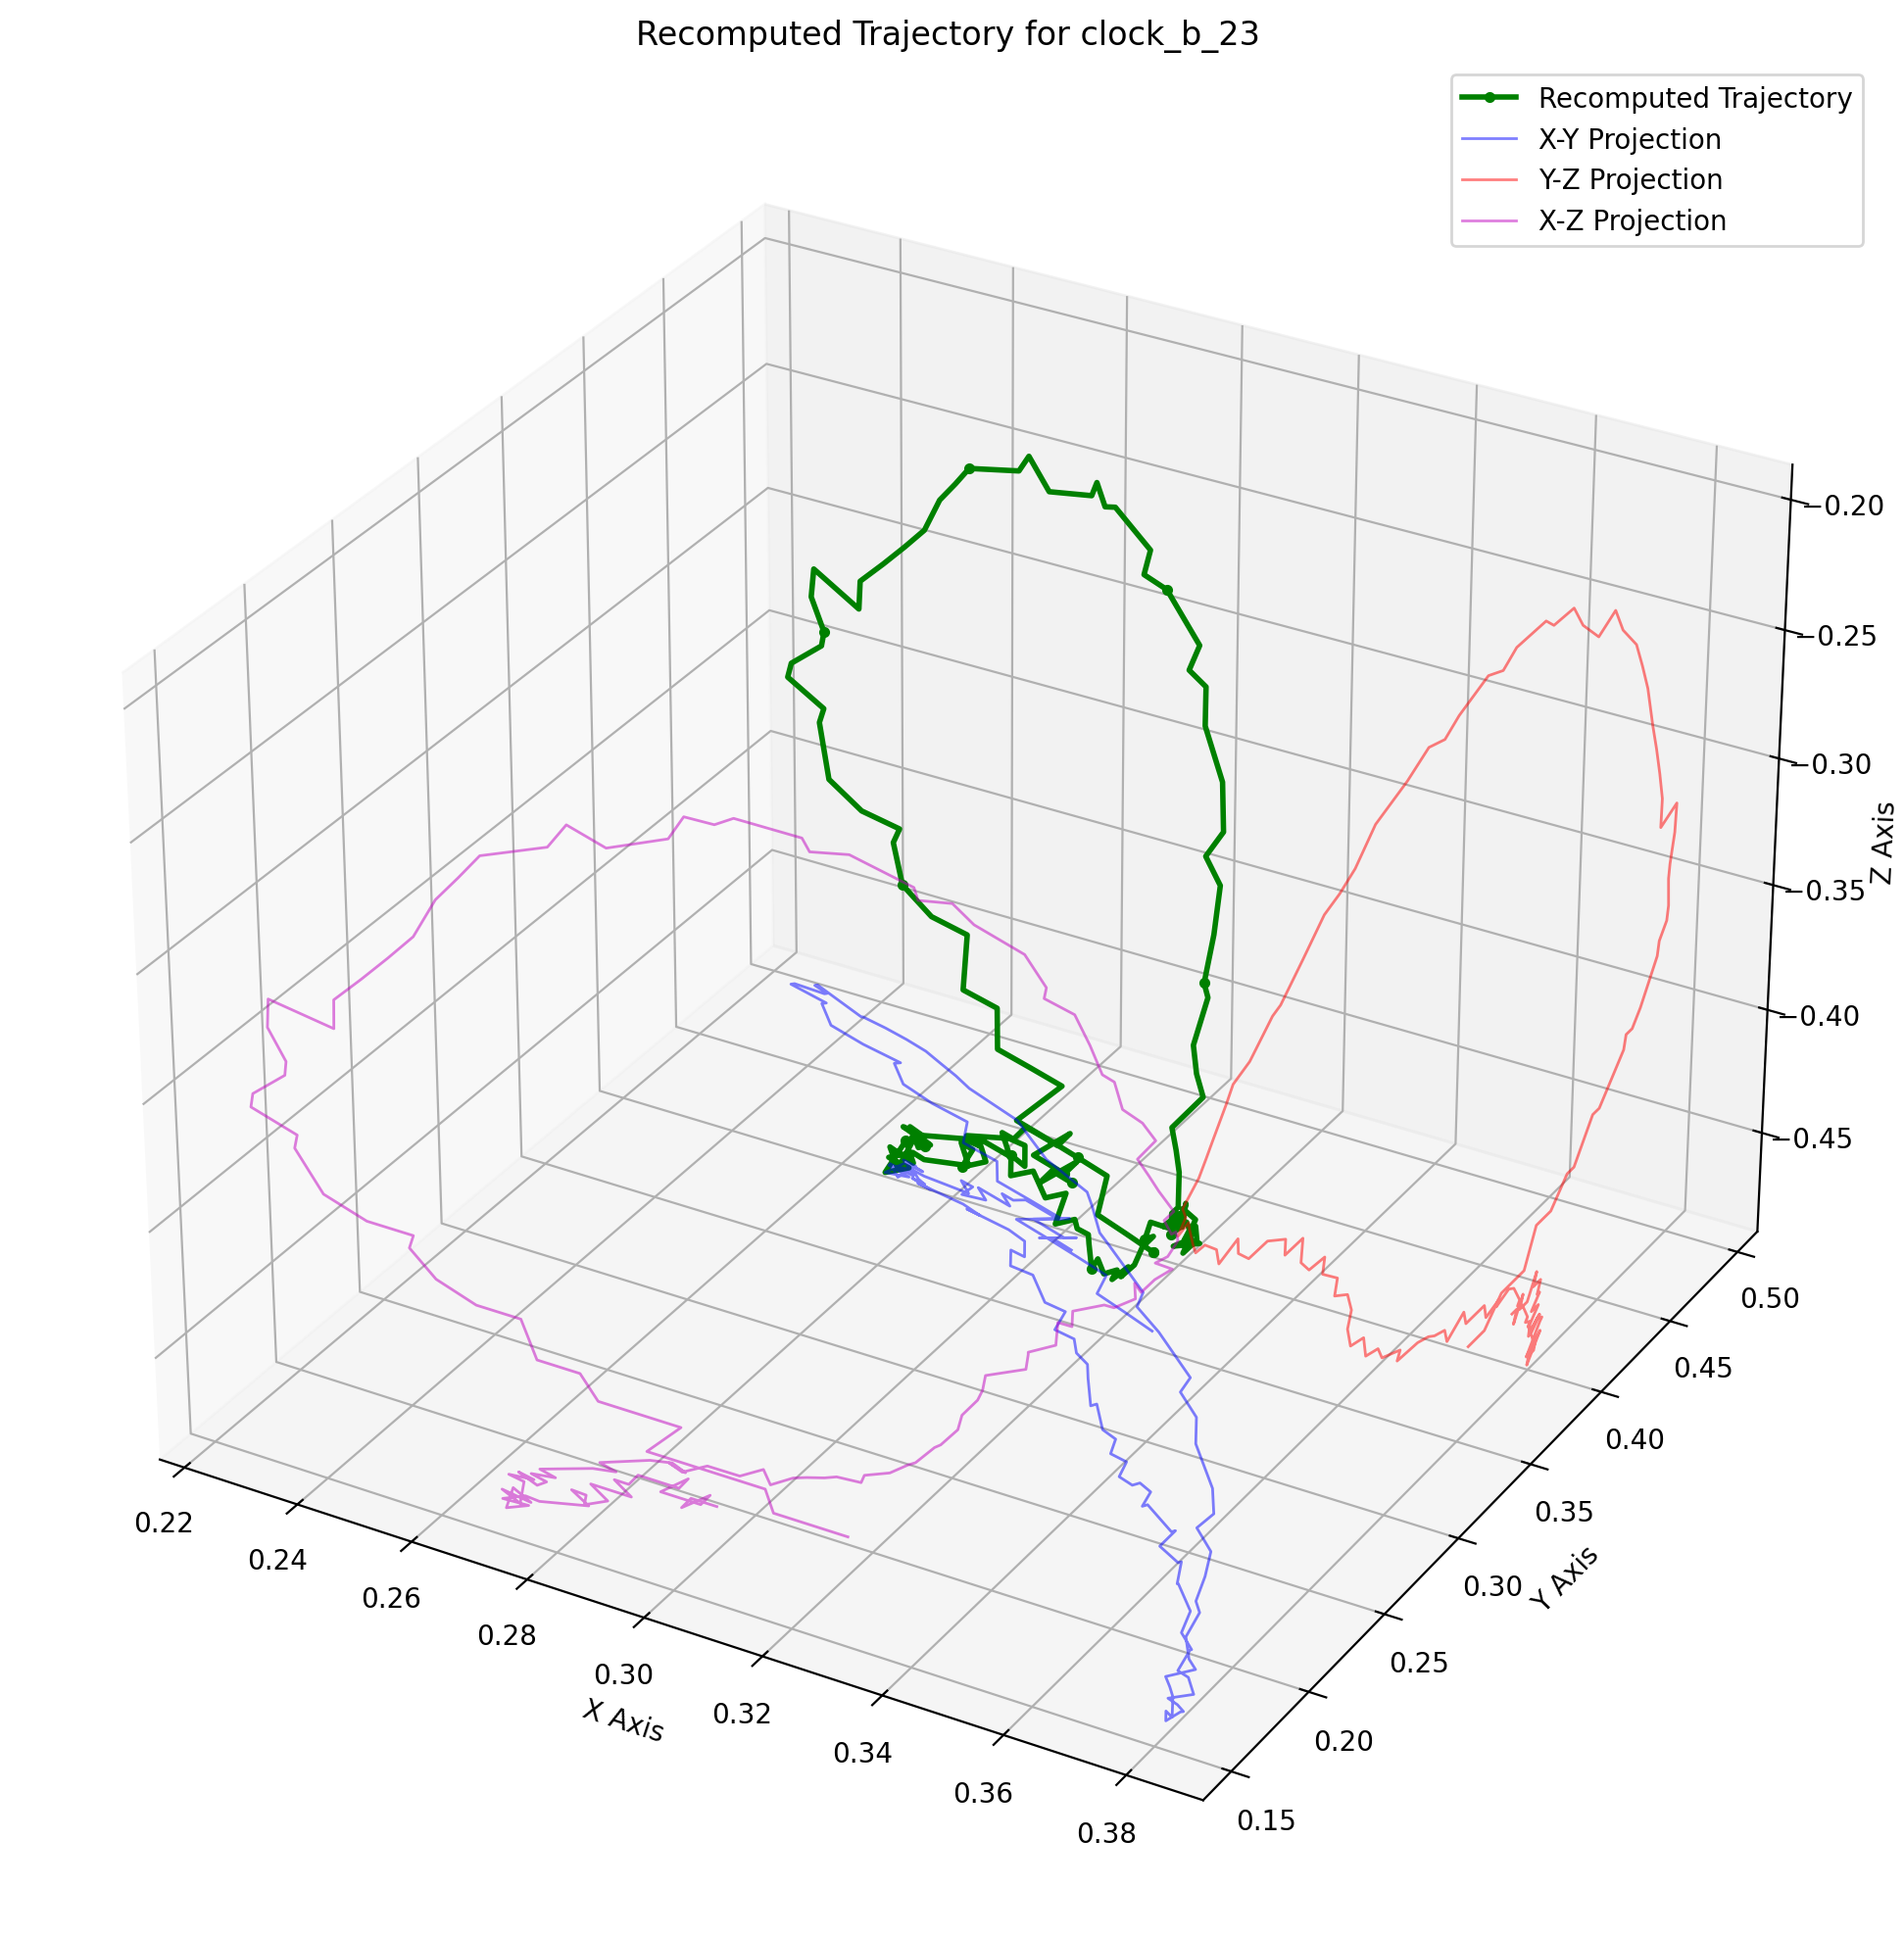 Recomputed Trajectory for clock_b_23
Recomputed Trajectory
X-Y Projection
Y-Z Projection
X-Z Projection
−0.20
−0.25
−0.30
−0.35
−0.40
−0.45
Z Axis
0.50
0.45
0.40
0.35
0.30
0.25
0.20
0.15
Y Axis
0.22
0.24
0.26
0.28
0.30
0.32
0.34
0.36
0.38
X Axis